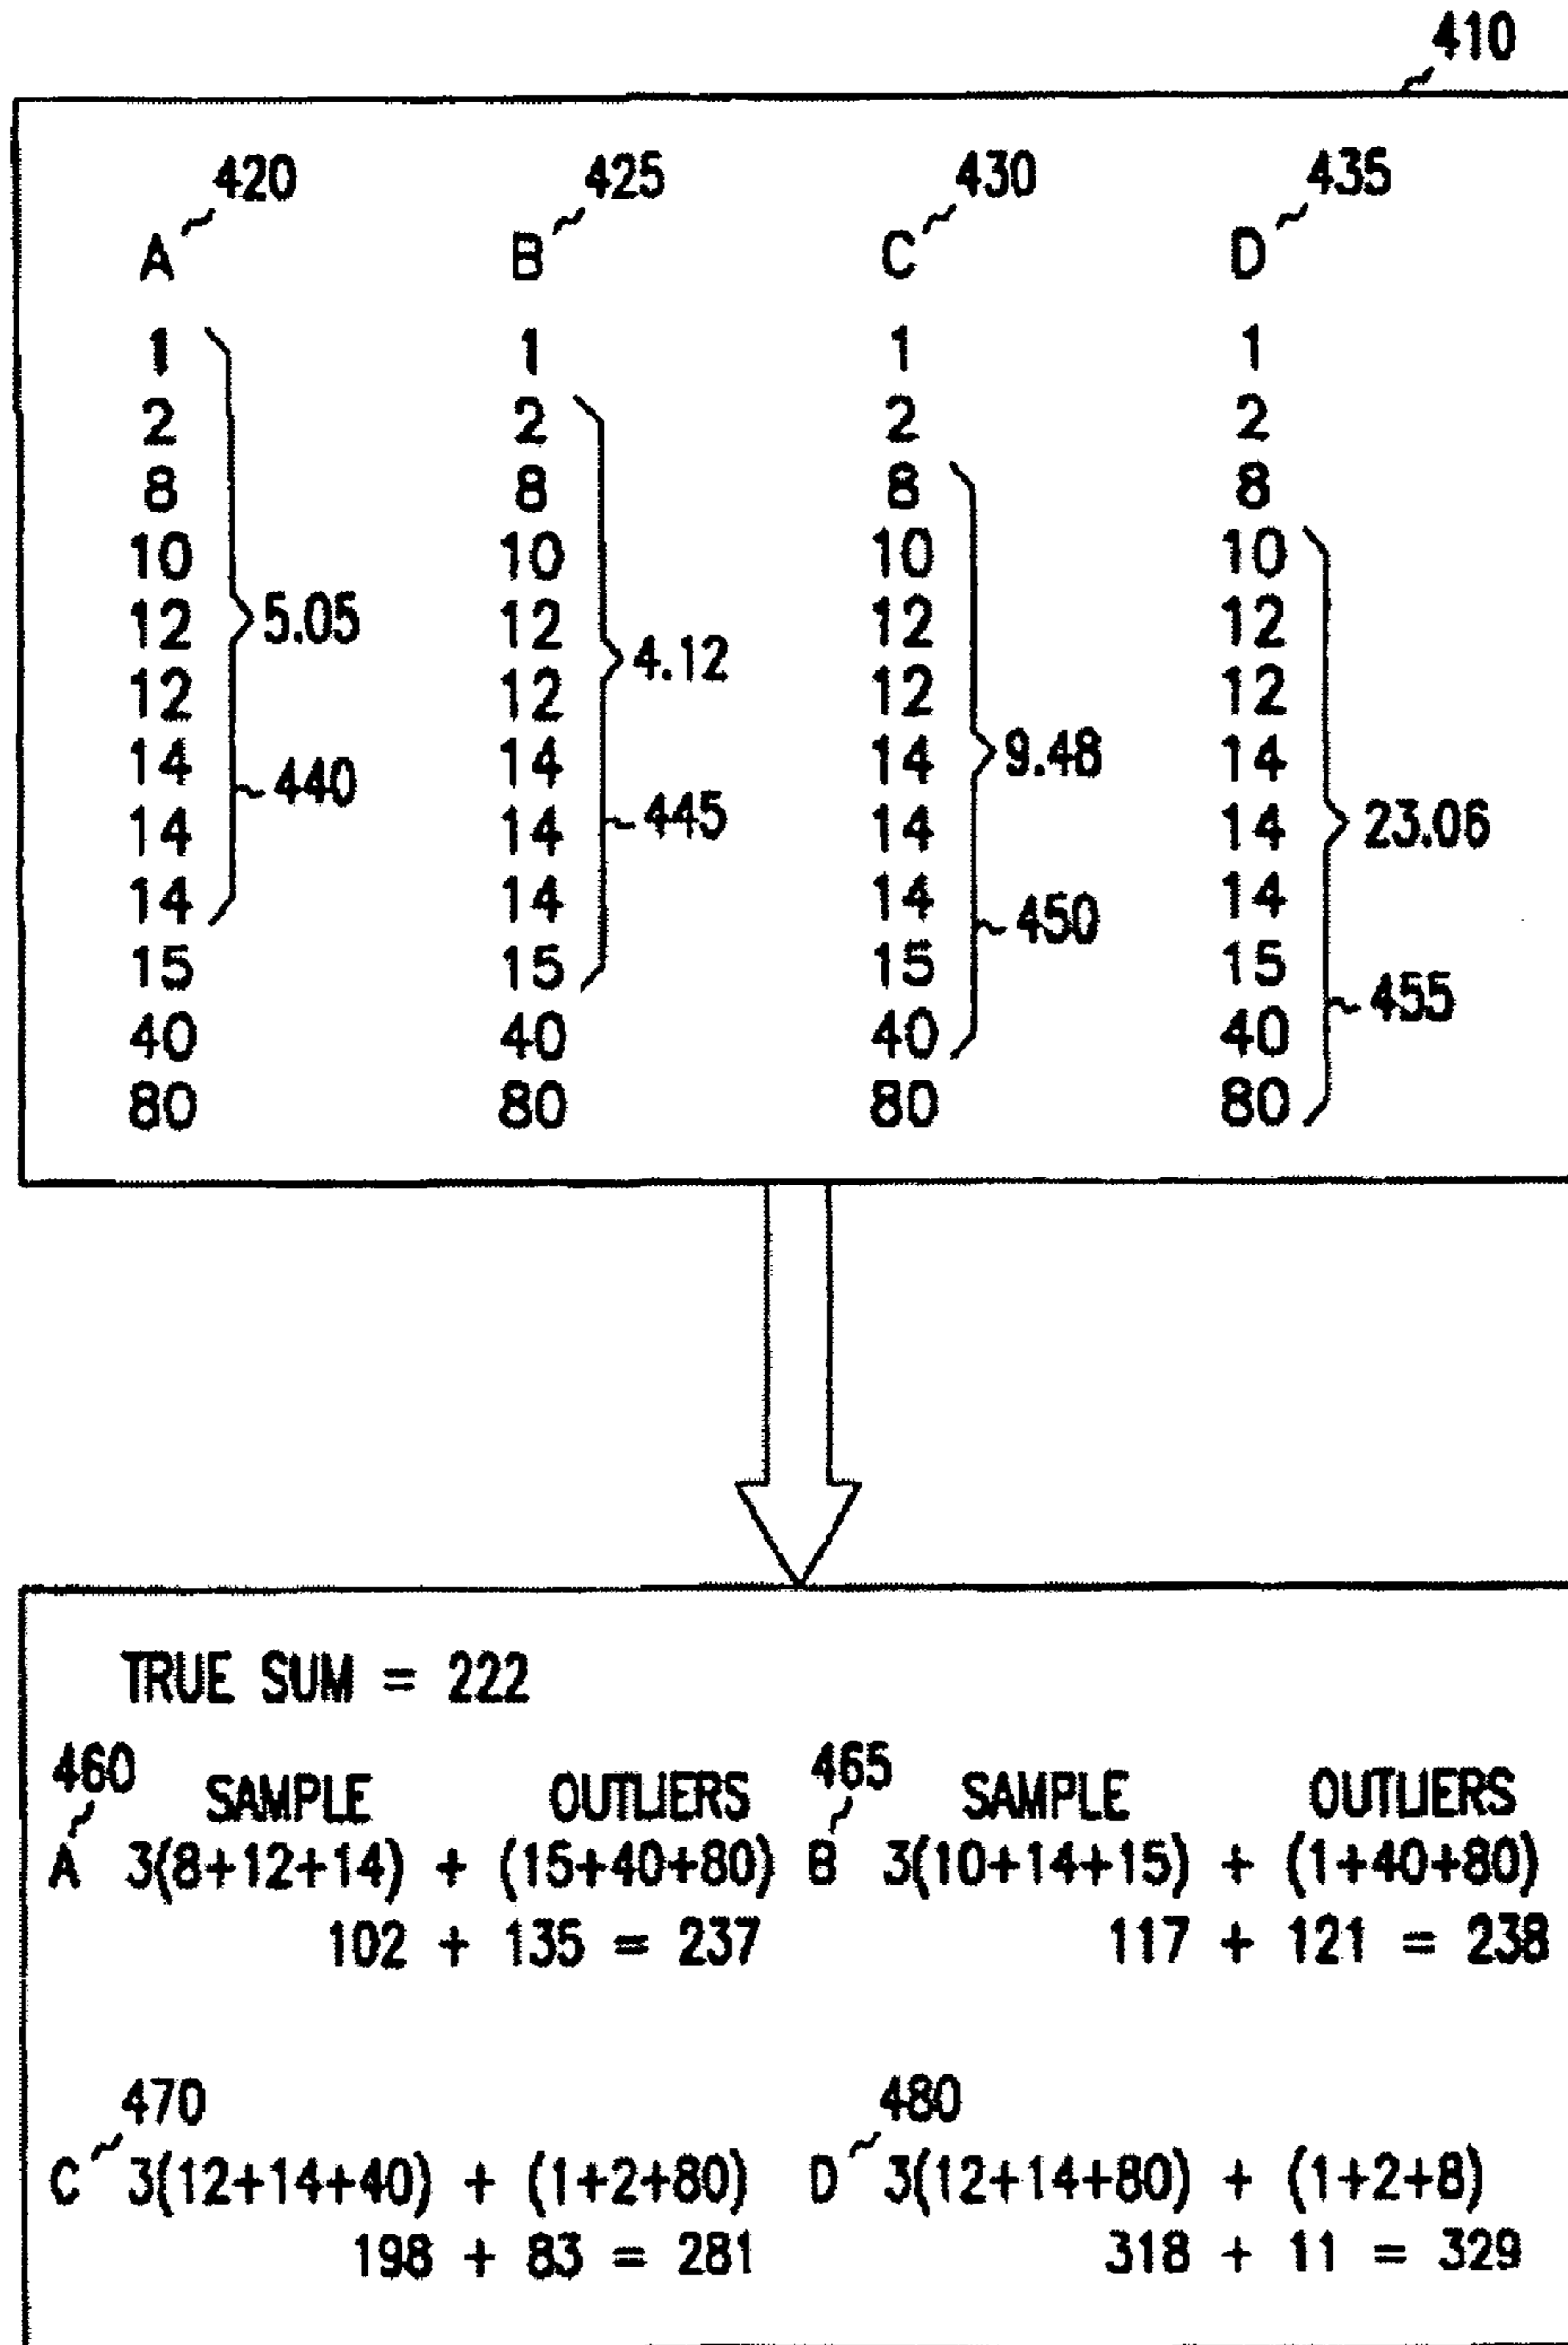 410
420 425 430 435
A B C D
1 1 1 1
2 2 2 2
8 8 8 8
10 10 10 10
12 12 12 12
5.05
12 12 12 12
4.12
14 14 14 14
9.48
440
14 14 14 14
445
23.06
14 14 14 14
450
15 15 15 15
455
40 40 40 40
80 80 80 80
TRUE SUM = 222
460 SAMPLE OUTLIERS 465 SAMPLE OUTLIERS
A 3(8+12+14) + (15+40+80) B 3(10+14+15) + (1+40+80)
102 + 135 = 237 117 + 121 = 238
470 480
C 3(12+14+40) + (1+2+80) D 3(12+14+80) + (1+2+8)
198 + 83 = 281 318 + 11 = 329